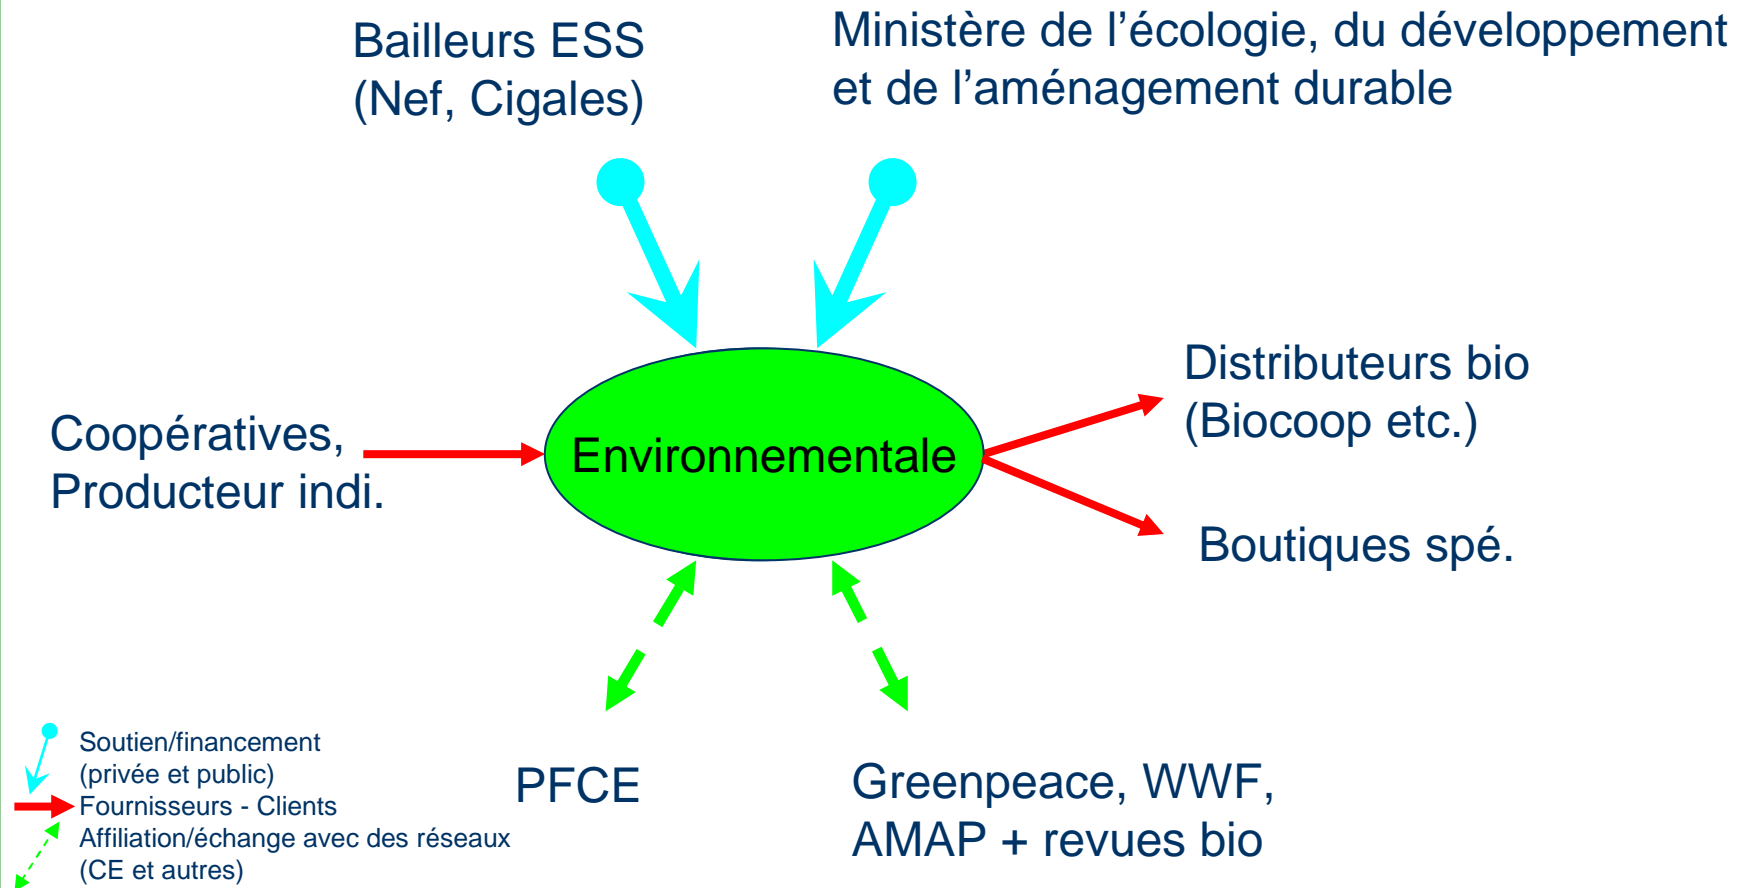 Bailleurs ESS
(Nef, Cigales)
Ministère de l’écologie, du développement
et de l’aménagement durable
Coopératives,
Producteur indi.
Environnementale
Distributeurs bio
(Biocoop etc.)
Boutiques spé.
PFCE
Greenpeace, WWF,
AMAP + revues bio
Soutien/financement
(privée et public)
Fournisseurs - Clients
Affiliation/échange avec des réseaux
(CE et autres)